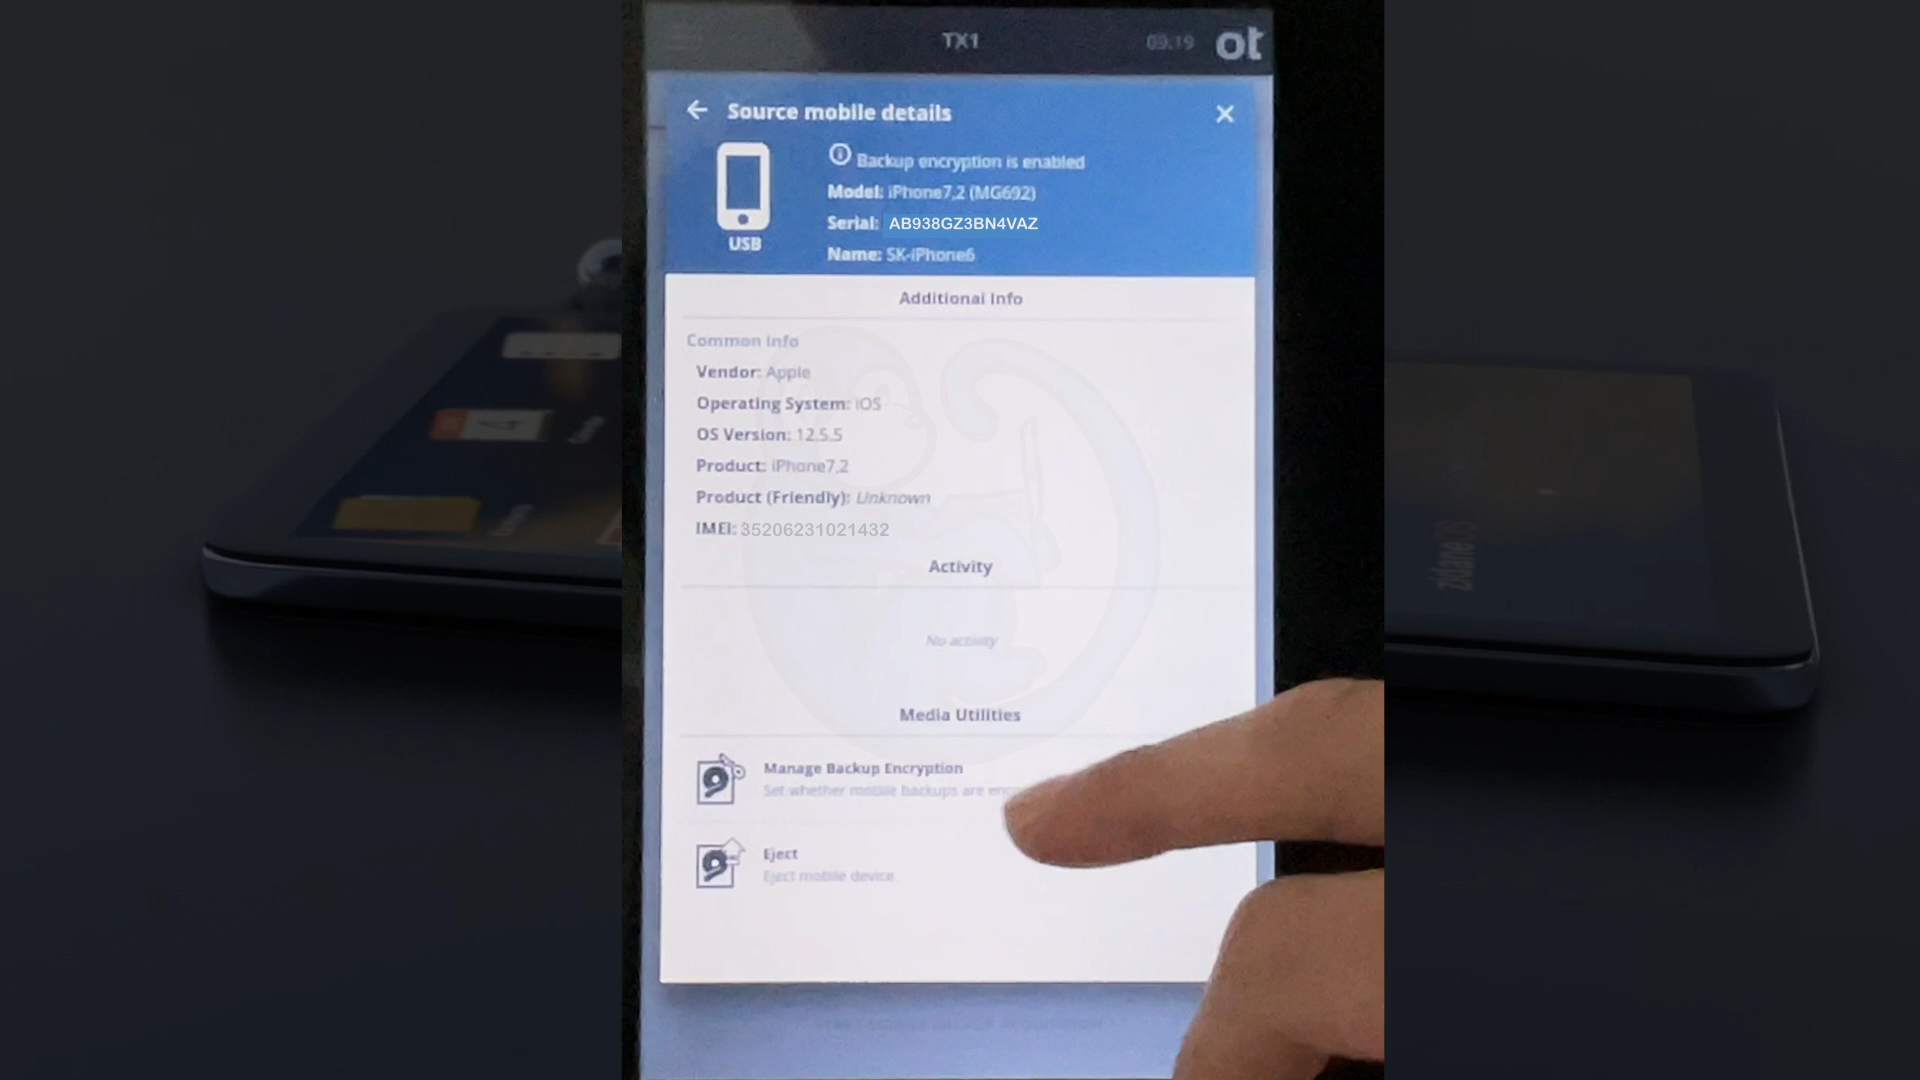 TX1
09:19
ot
Source mobile details
Backup encryption is enabled
Model: iPhone7,2 (MG692)
Serial: AB938GZ3BN4VAZ
Name: SK-iPhone6
USB
Additional Info
Common info
Vendor: Apple
Operating System: iOS
OS Version: 12.5.5
Product: iPhone7,2
Product (Friendly): Unknown
IMEI: 35206231021432
Activity
No activity
Media Utilities
Manage Backup Encryption
Set whether mobile backups are
Eject
Eject mobile device
4
zidane